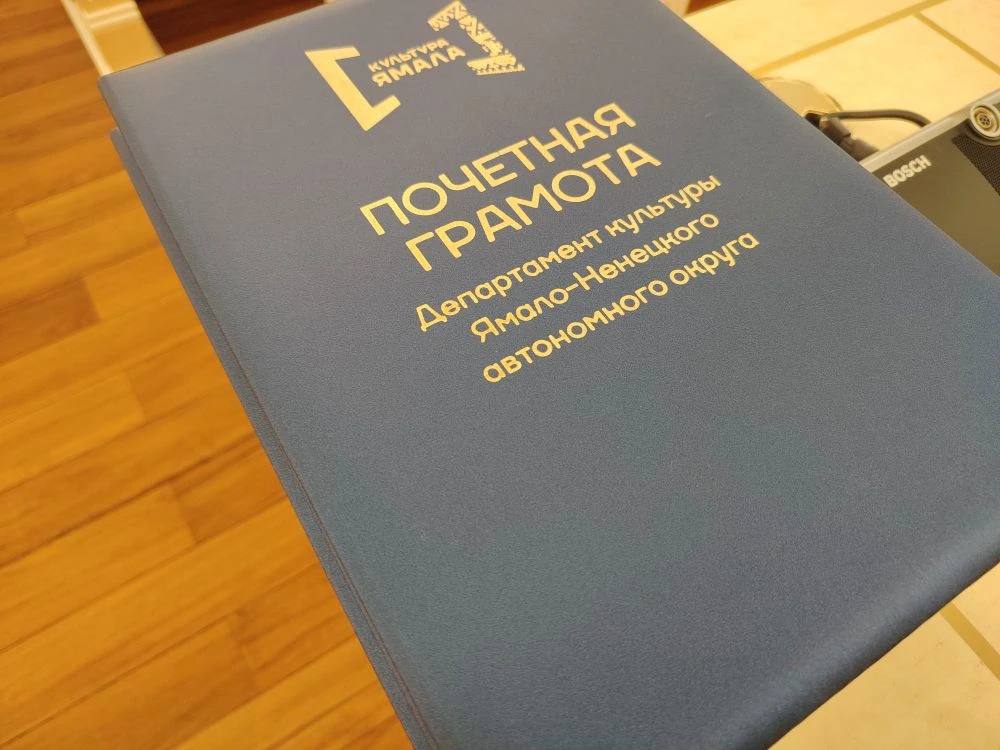 КУЛЬТУРА
ЯМАЛА
ПОЧЕТНАЯ
ГРАМОТА
Департамент культуры
Ямало-Ненецкого
автономного округа
BOSCH